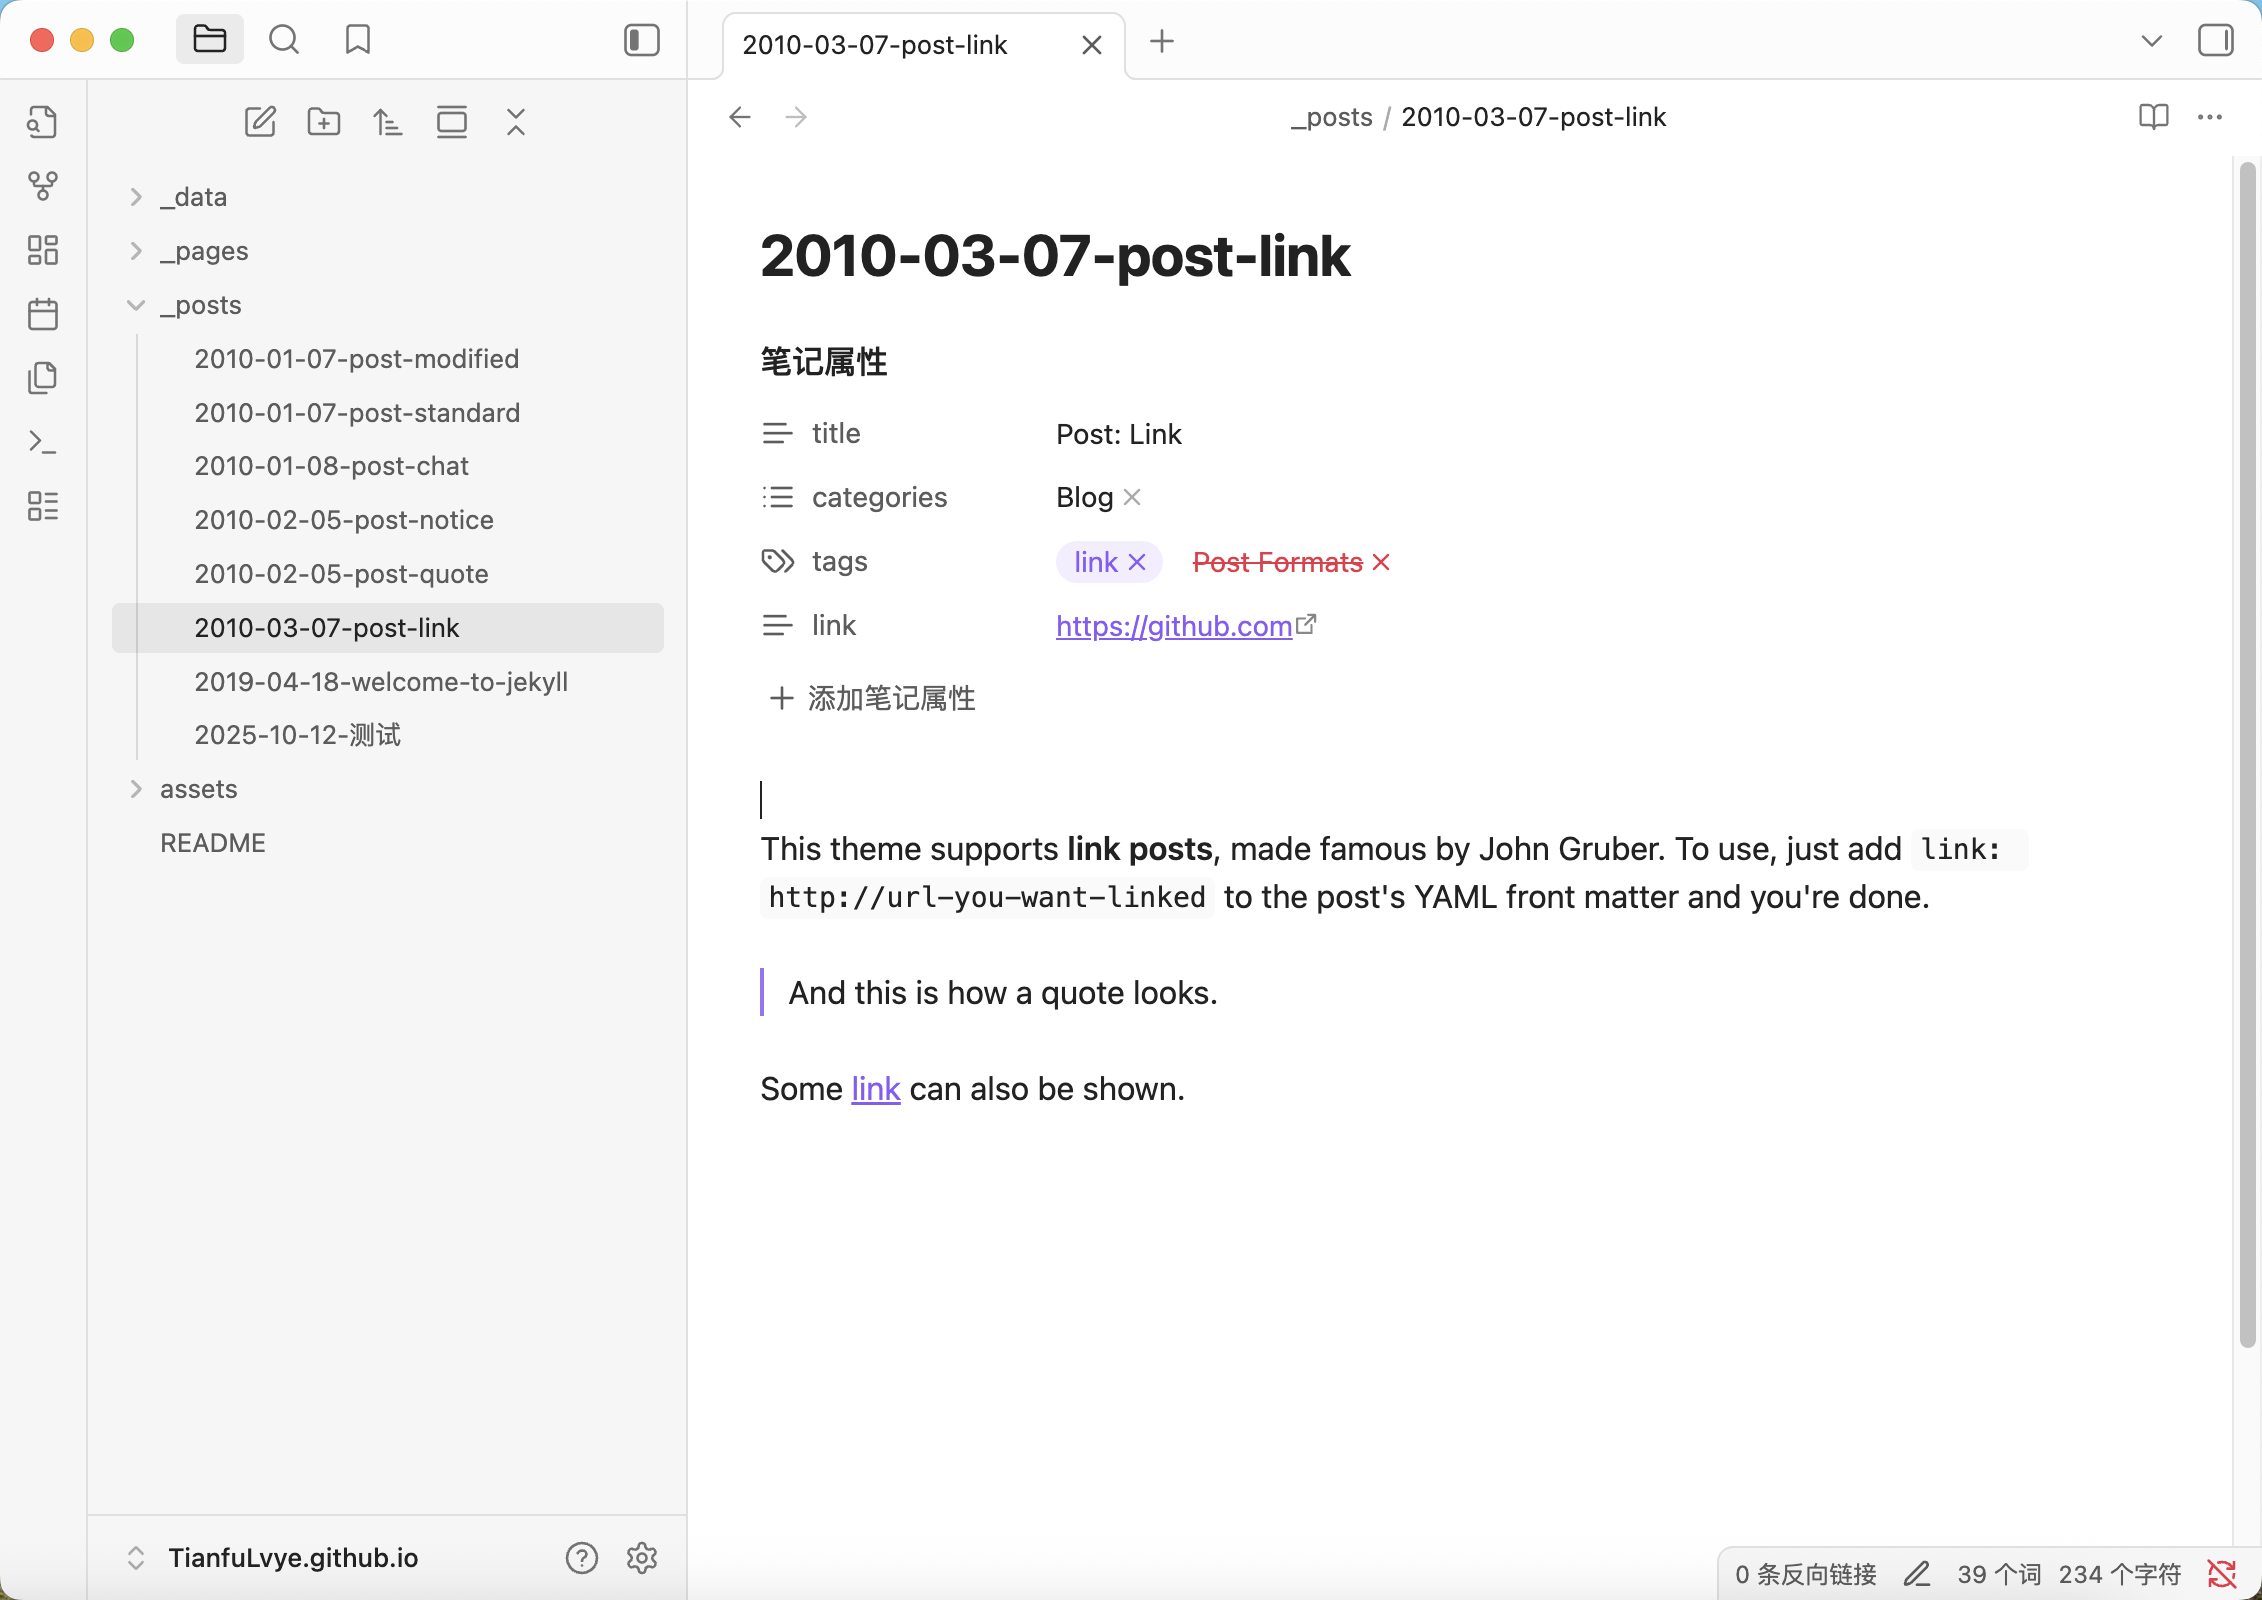 2010-03-07-post-link
_posts / 2010-03-07-post-link
_data
_pages
_posts
2010-01-07-post-modified
2010-01-07-post-standard
2010-01-08-post-chat
2010-02-05-post-notice
2010-02-05-post-quote
2010-03-07-post-link
2019-04-18-welcome-to-jekyll
2025-10-12-测试
assets
README
TianfuLvye.github.io
2010-03-07-post-link
笔记属性
title Post: Link
categories Blog
tags link Post Formats
link https://github.com
添加笔记属性
This theme supports link posts, made famous by John Gruber. To use, just add link:
http://url-you-want-linked to the post's YAML front matter and you're done.
And this is how a quote looks.
Some link can also be shown.
0 条反向链接 39 个词 234 个字符